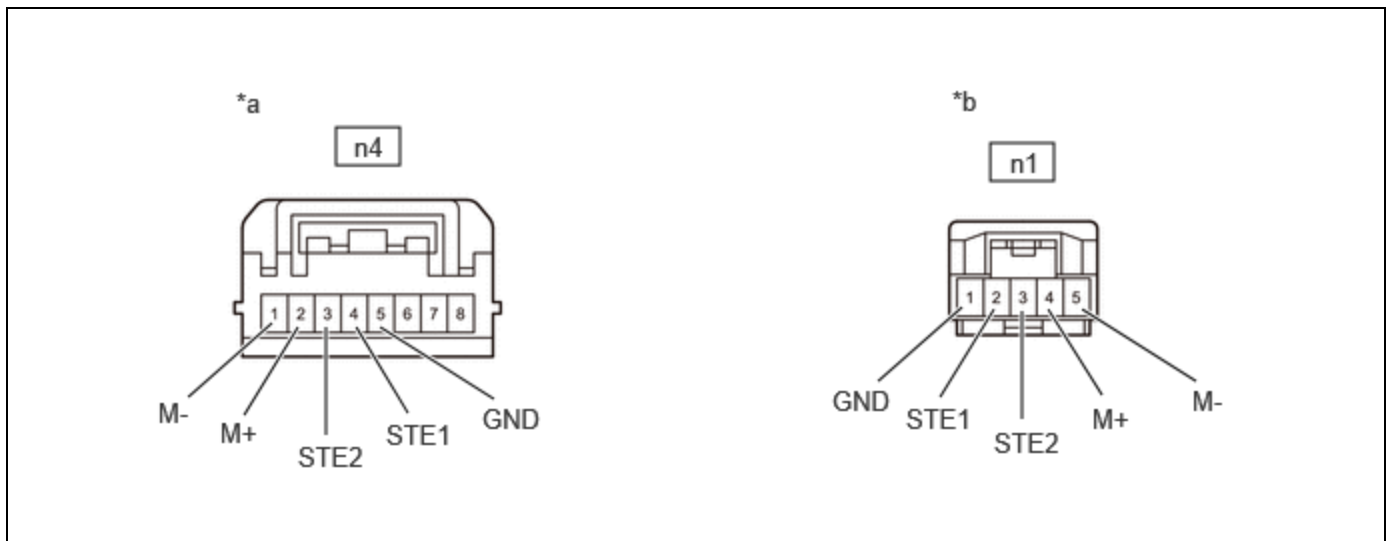 *a
n4
1 2 3 4 5 6 7 8
M-
M+
STE2
STE1
GND
*b
n1
1 2 3 4 5
GND
STE1
STE2
M+
M-